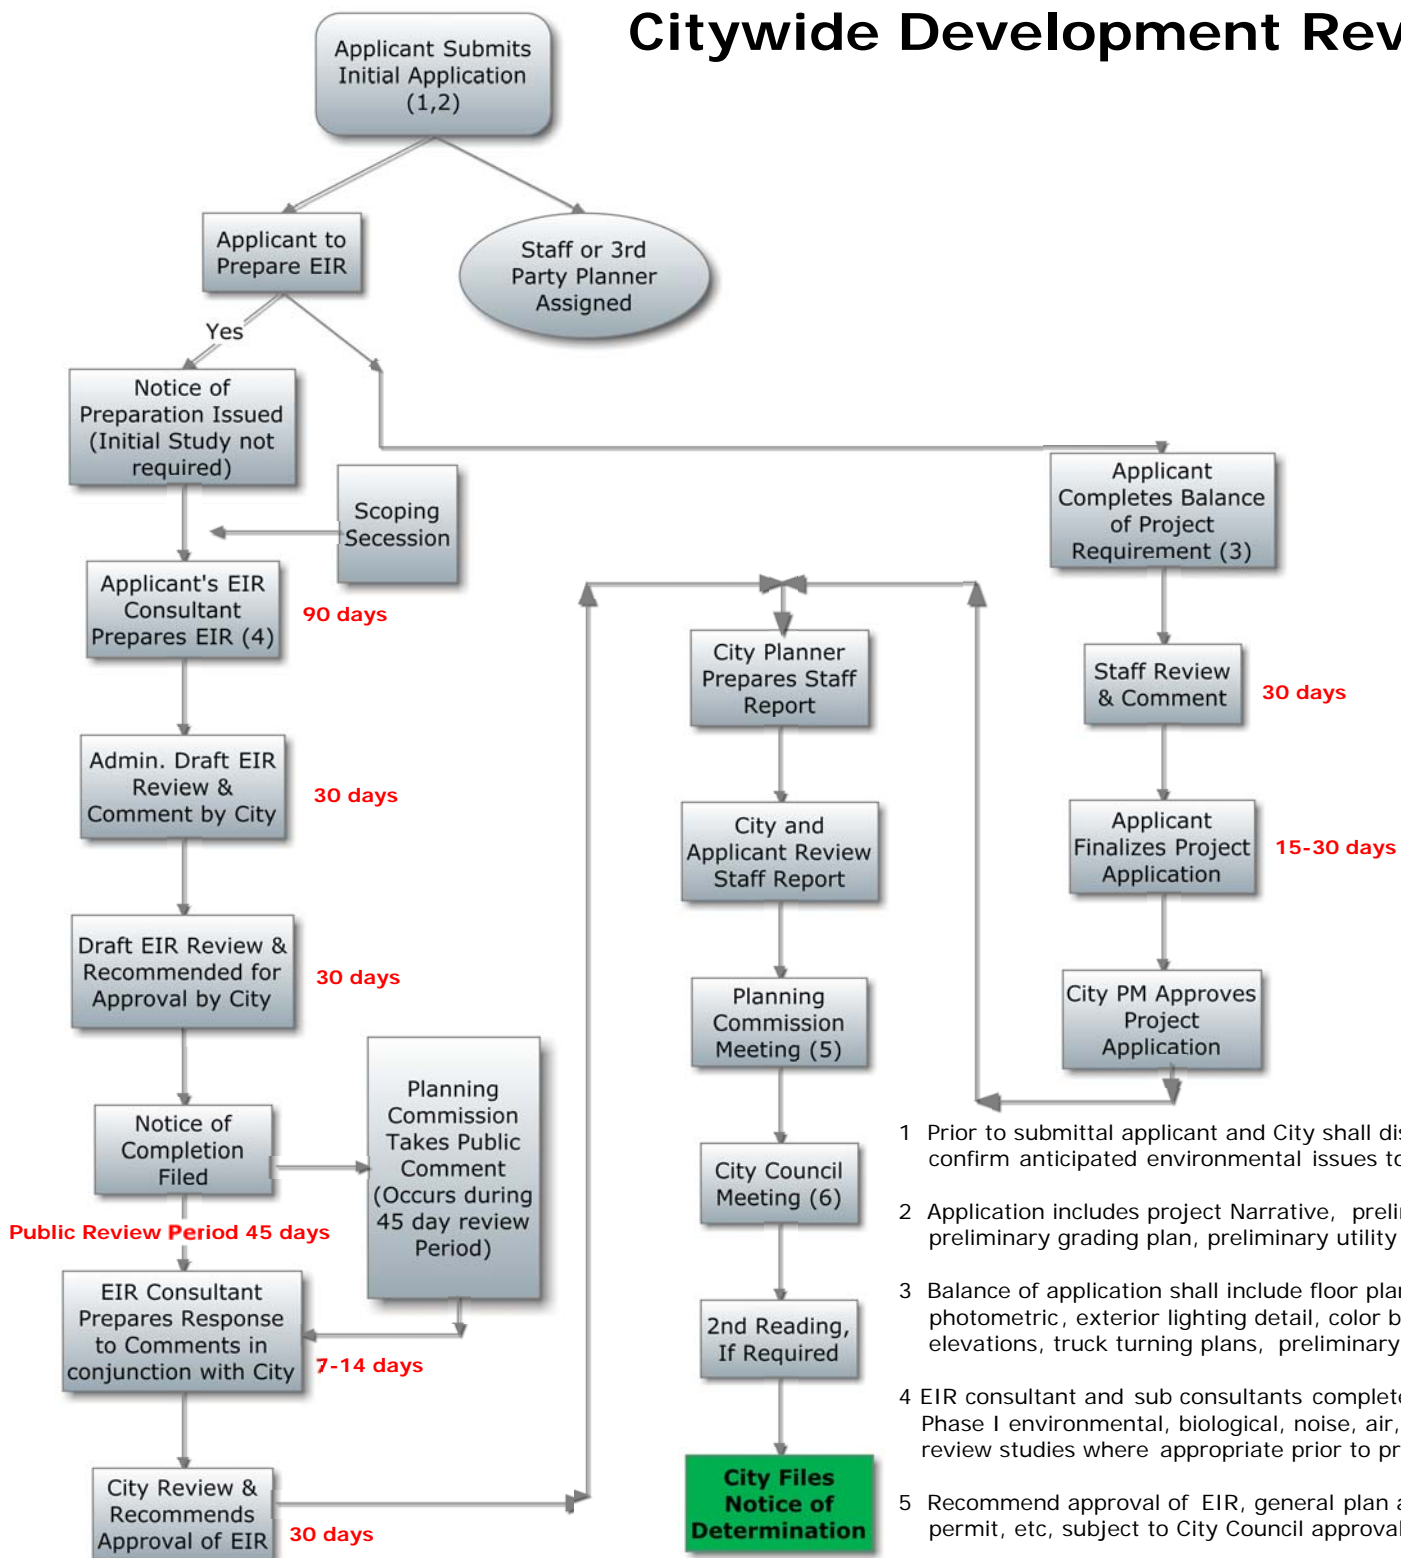 Citywide Development Rev
Applicant Submits
Initial Application
(1,2)
Applicant to
Prepare EIR
Staff or 3rd
Party Planner
Assigned
Yes
Notice of
Preparation Issued
(Initial Study not
required)
Scoping
Secession
Applicant's EIR
Consultant
Prepares EIR (4)
90 days
Admin. Draft EIR
Review &
Comment by City
30 days
Draft EIR Review &
Recommended for
Approval by City
30 days
Notice of
Completion
Filed
Planning
Commission
Takes Public
Comment
(Occurs during
45 day review
Period)
Public Review Period 45 days
EIR Consultant
Prepares Response
to Comments in
conjunction with City
7-14 days
City Review &
Recommends
Approval of EIR
30 days
City Planner
Prepares Staff
Report
City and
Applicant Review
Staff Report
Planning
Commission
Meeting (5)
City Council
Meeting (6)
2nd Reading,
If Required
City Files
Notice of
Determination
Applicant
Completes Balance
of Project
Requirement (3)
Staff Review
& Comment
30 days
Applicant
Finalizes Project
Application
15-30 days
City PM Approves
Project
Application
1 Prior to submittal applicant and City shall
confirm anticipated environmental issues
2 Application includes project Narrative,
preliminary grading plan, preliminary utility
3 Balance of application shall include floor
photometric, exterior lighting detail, color
elevations, truck turning plans, preliminary
4 EIR consultant and sub consultants
Phase I environmental, biological, noise, air,
review studies where appropriate prior to
5 Recommend approval of EIR, general plan
permit, etc, subject to City Council approval